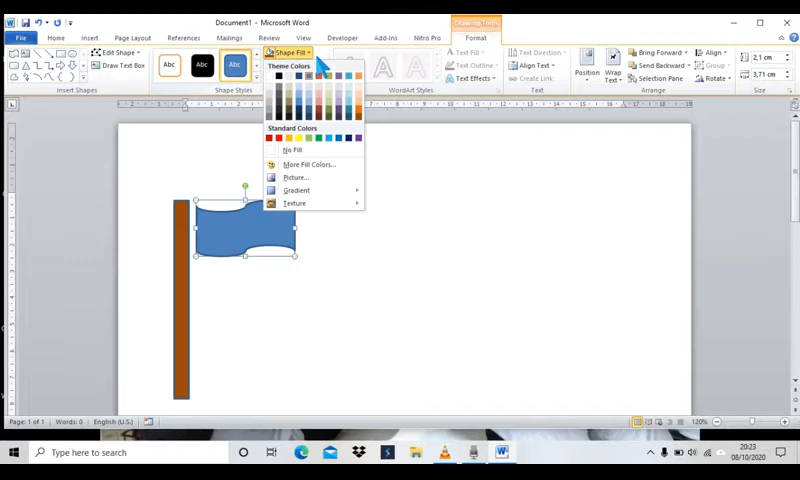 Document1 - Microsoft Word
Drawing Tools
File Home Insert Page Layout References Mailings Review View Developer Add-Ins Nitro Pro Format
Edit Shape
Draw Text Box
Insert Shapes
Abc Abc Abc
Shape Styles
Shape Fill
WordArt Styles
Text Fill
Text Outline
Text Effects
Text Direction
Align Text
Create Link
Text
Position
Wrap Text
Bring Forward
Send Backward
Selection Pane
Align
Rotate
Arrange
2,1 cm
3,71 cm
Size
Theme Colors
Standard Colors
No Fill
More Fill Colors...
Picture...
Gradient
Texture
Page: 1 of 1 Words: 0 English (U.S.) 120%
Type here to search
20:23
08/10/2020